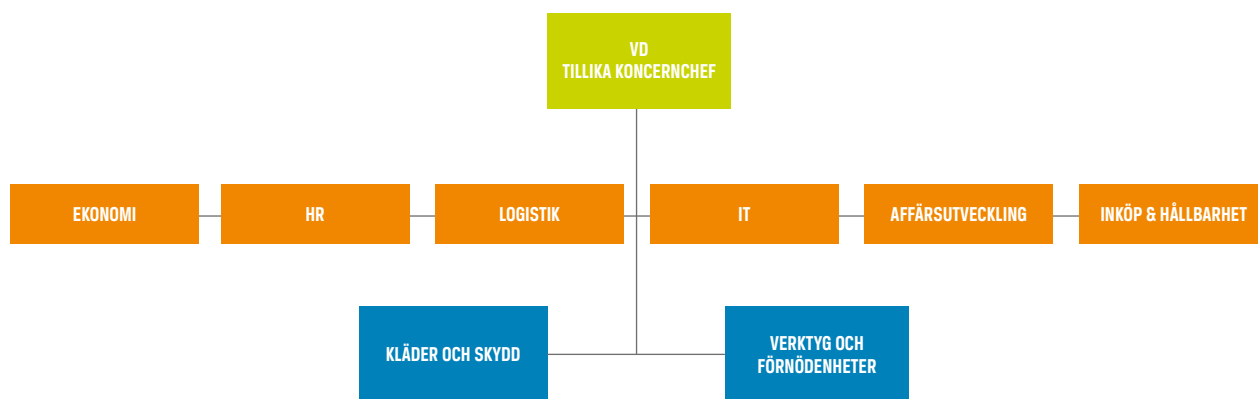 VD
TILLIKA KONCERNCHEF
EKONOMI
HR
LOGISTIK
IT
AFFÄRSUTVECKLING
INKÖP & HÅLLBARHET
KLÄDER OCH SKYDD
VERKTYG OCH
FÖRNÖDENHETER